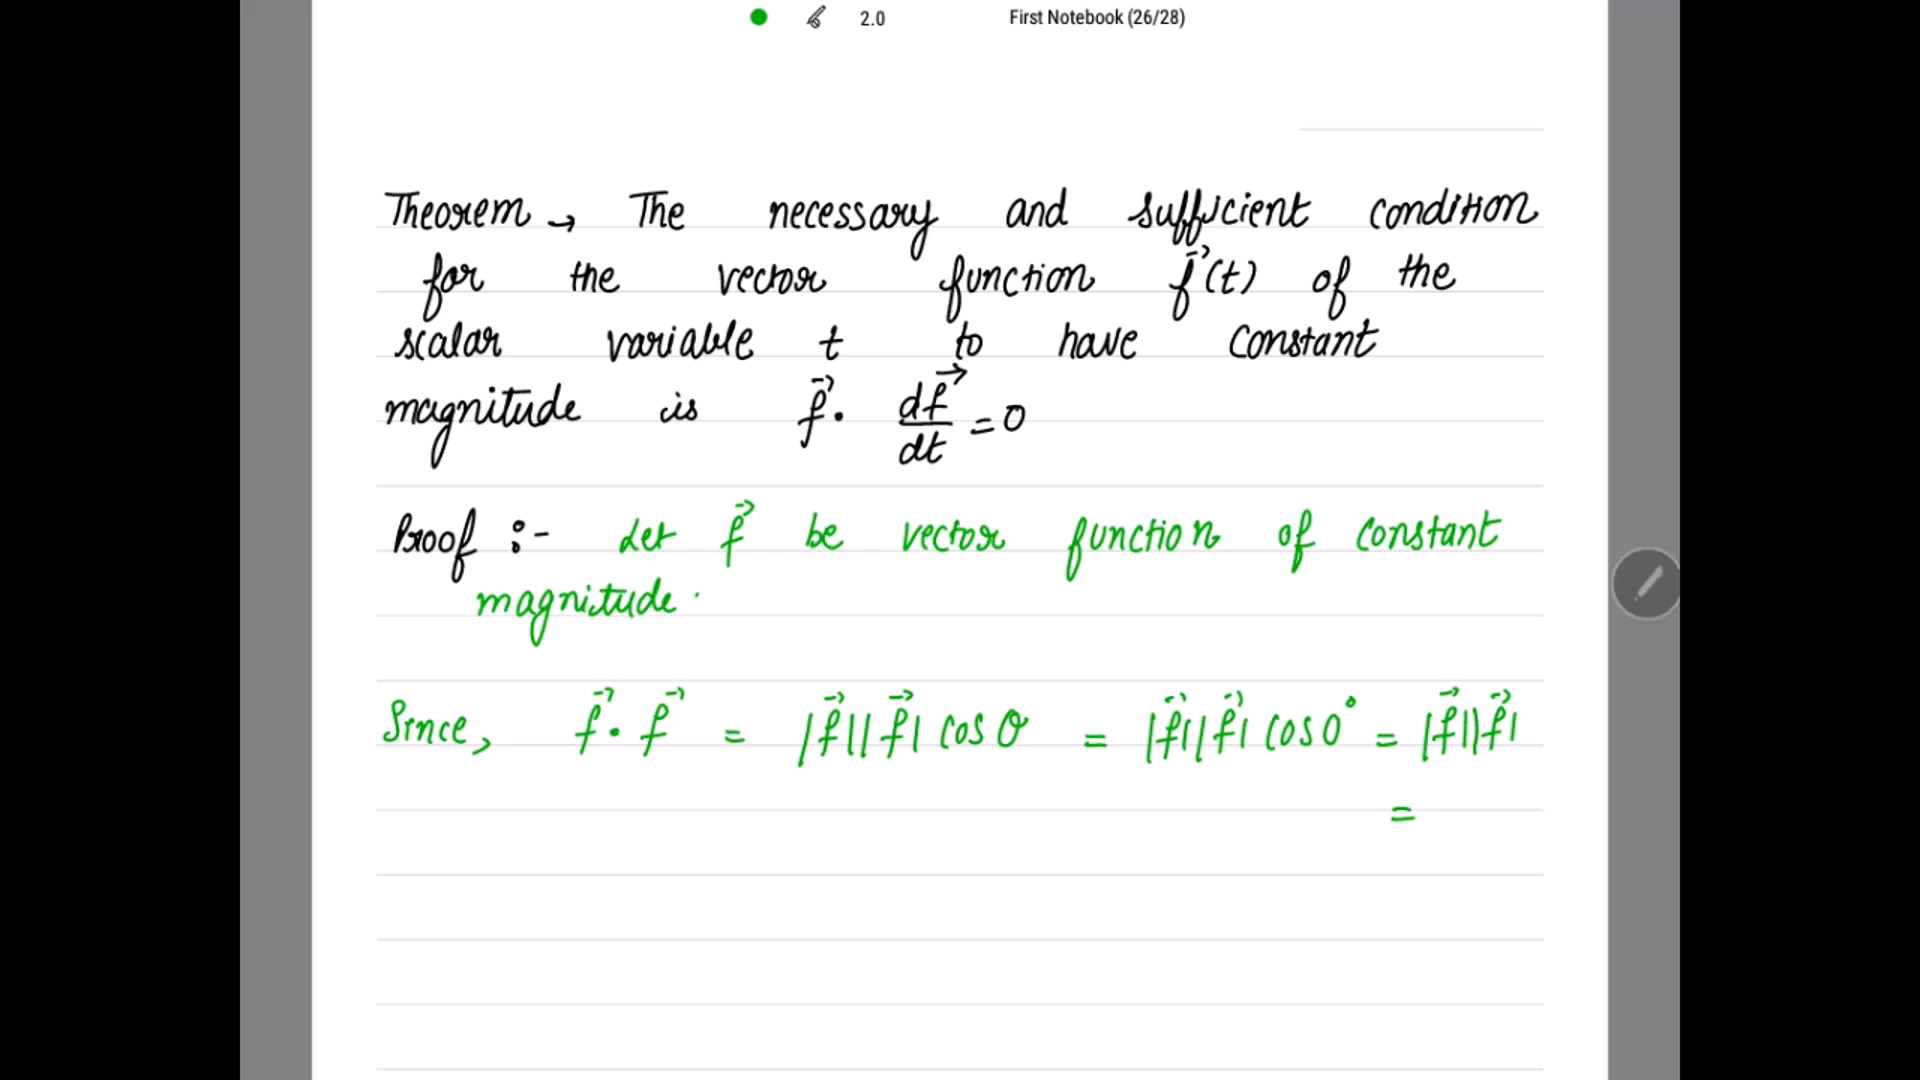 2.0 First Notebook (26/28)
Theorem → The necessary and sufficient condition
for the vector function f⃗(t) of the
scalar variable t to have constant
magnitude is f⃗ · df⃗/dt = 0
Proof :- Let f⃗ be vector function of constant
magnitude.
Since, f⃗ · f⃗ = |f⃗||f⃗| cos θ = |f⃗||f⃗| cos 0° = |f⃗||f⃗|
=